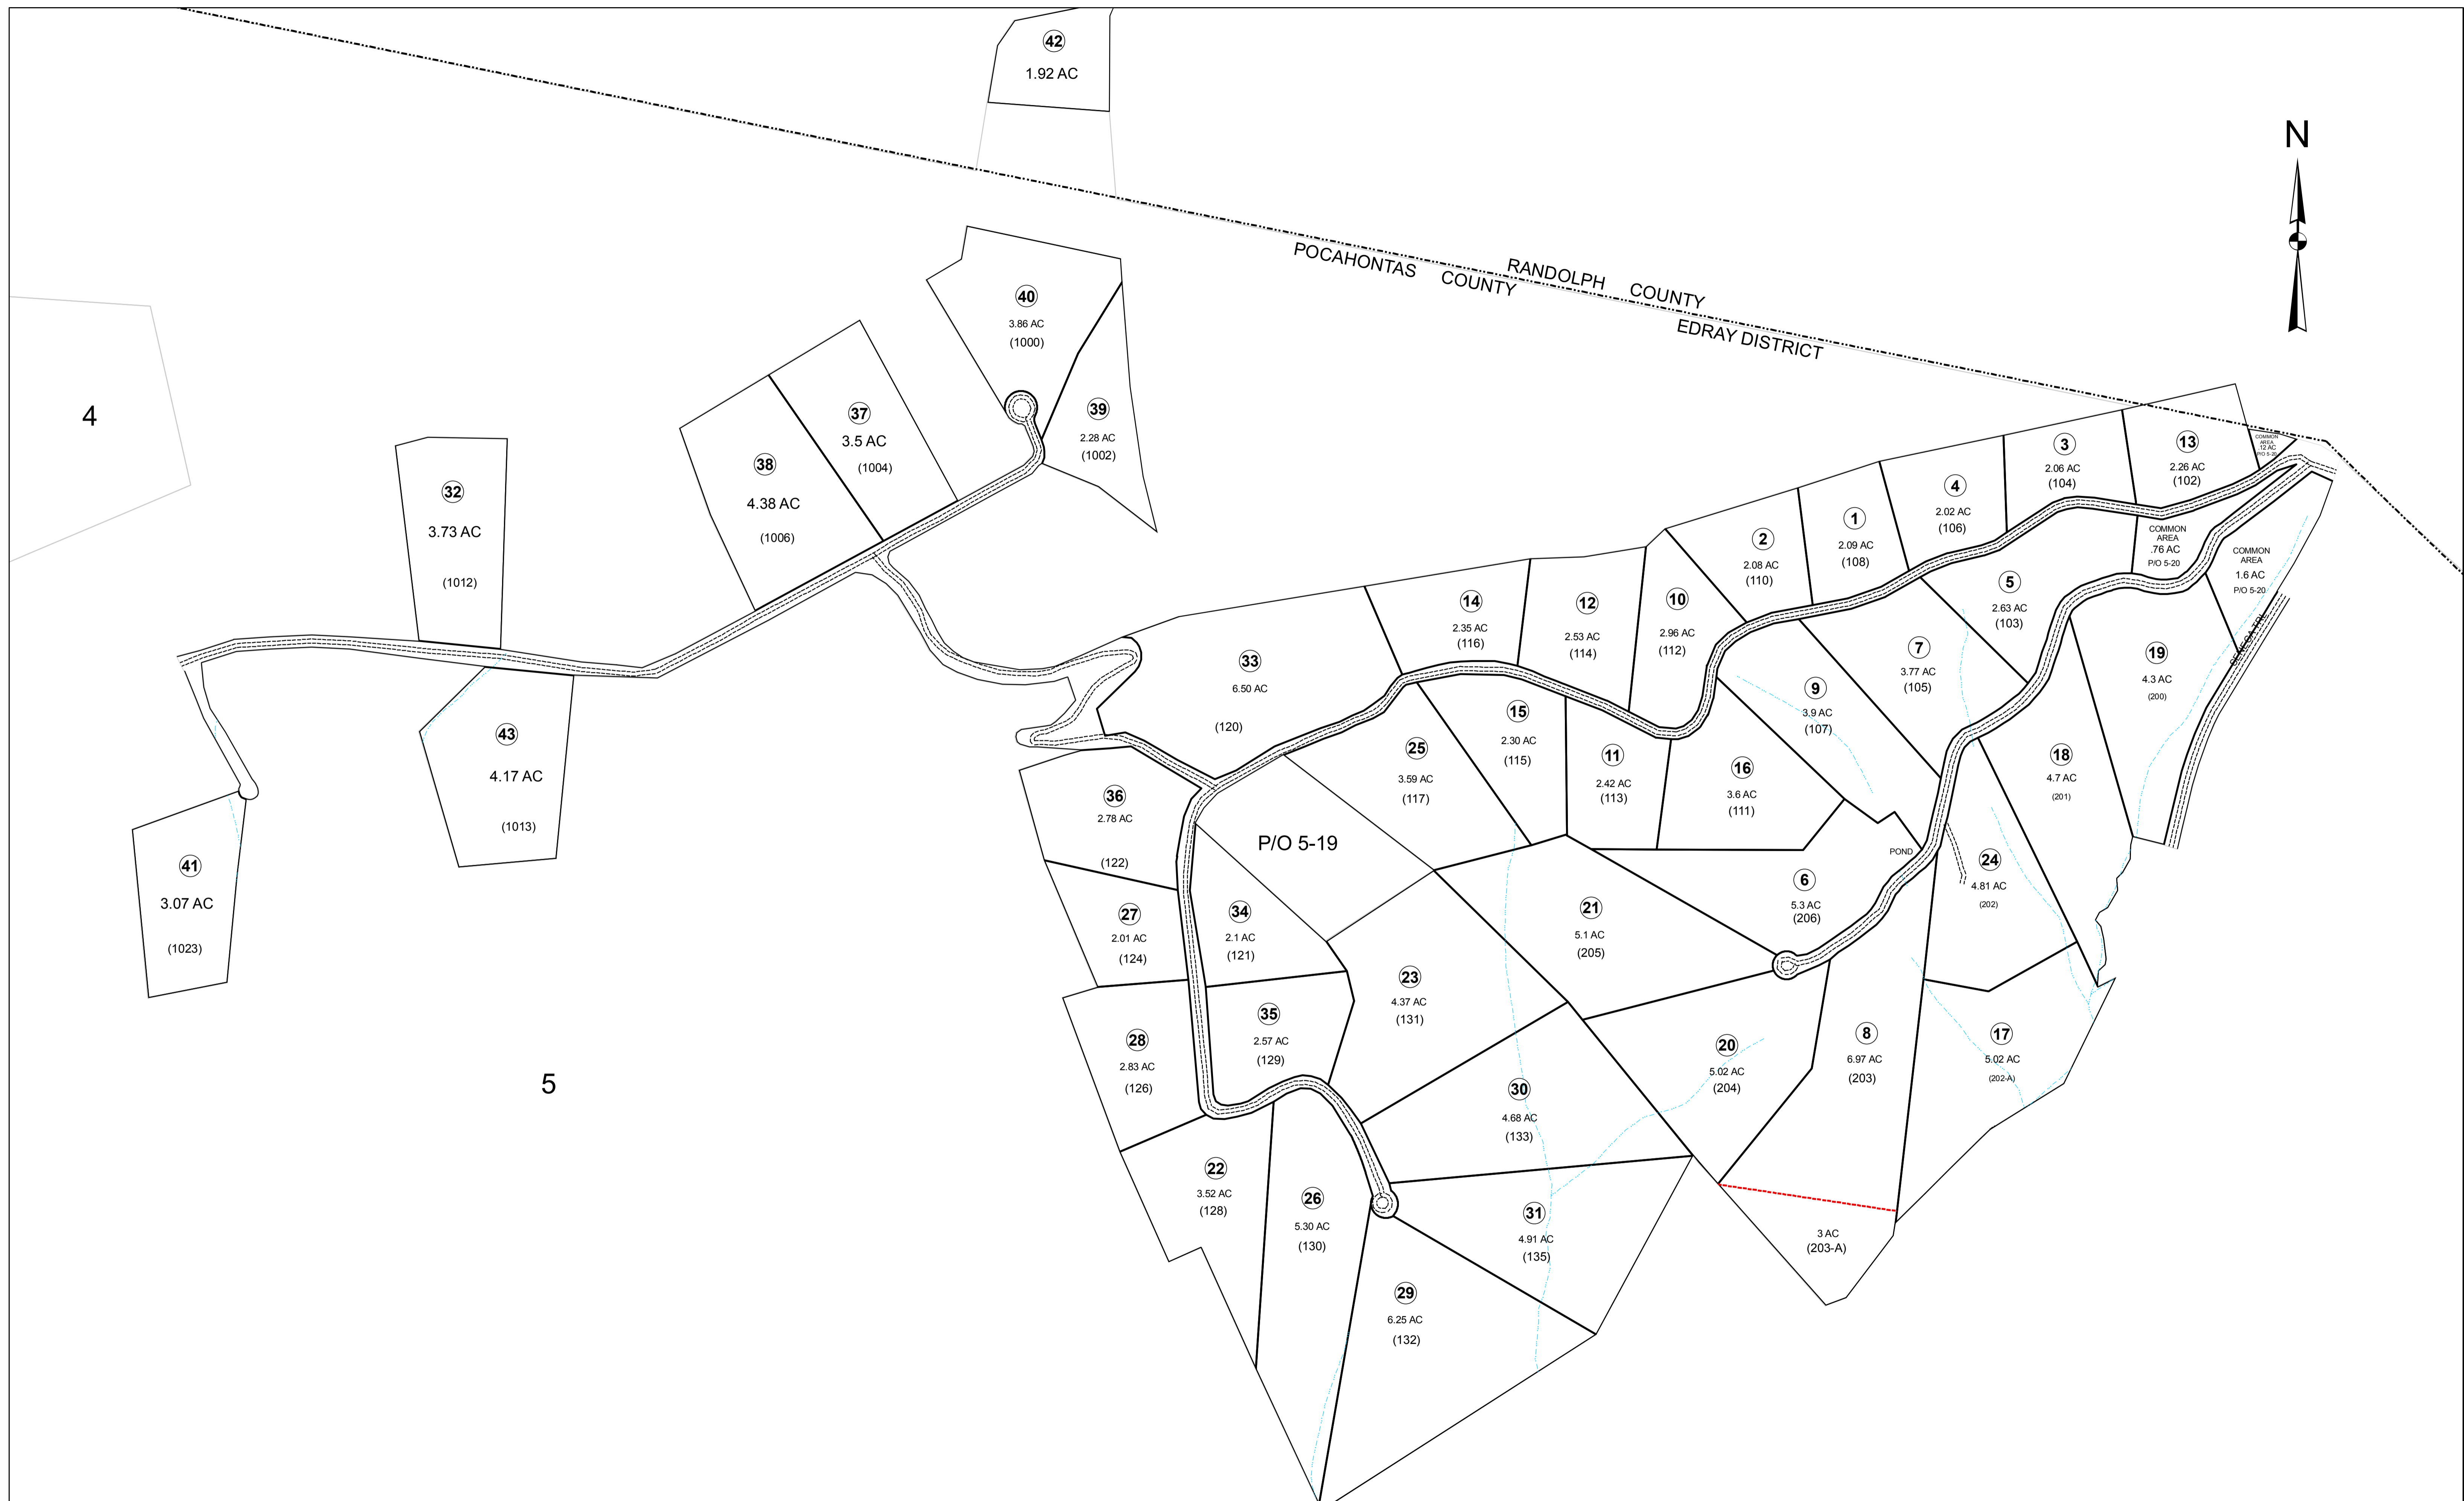 42
1.92 AC
N
RANDOLPH COUNTY
POCAHONTAS COUNTY
EDRAY DISTRICT
4
40
3.86 AC
(1000)
39
2.28 AC
(1002)
37
3.5 AC
(1004)
38
4.38 AC
(1006)
32
3.73 AC
(1012)
43
4.17 AC
(1013)
41
3.07 AC
(1023)
5
13
2.26 AC
(102)
COMMON
AREA
.12 AC
P/O 5-20
3
2.06 AC
(104)
4
2.02 AC
(106)
1
2.09 AC
(108)
2
2.08 AC
(110)
10
2.96 AC
(112)
12
2.53 AC
(114)
14
2.35 AC
(116)
33
6.50 AC
(120)
COMMON
AREA
.76 AC
P/O 5-20
COMMON
AREA
1.6 AC
P/O 5-20
SENECA TRL
5
2.63 AC
(103)
7
3.77 AC
(105)
9
3.9 AC
(107)
19
4.3 AC
(200)
18
4.7 AC
(201)
15
2.30 AC
(115)
11
2.42 AC
(113)
16
3.6 AC
(111)
25
3.59 AC
(117)
P/O 5-19
36
2.78 AC
(122)
POND
6
5.3 AC
(206)
24
4.81 AC
(202)
27
2.01 AC
(124)
34
2.1 AC
(121)
21
5.1 AC
(205)
23
4.37 AC
(131)
28
2.83 AC
(126)
35
2.57 AC
(129)
20
5.02 AC
(204)
8
6.97 AC
(203)
17
5.02 AC
(202-A)
30
4.68 AC
(133)
22
3.52 AC
(128)
26
5.30 AC
(130)
31
4.91 AC
(135)
3 AC
(203-A)
29
6.25 AC
(132)